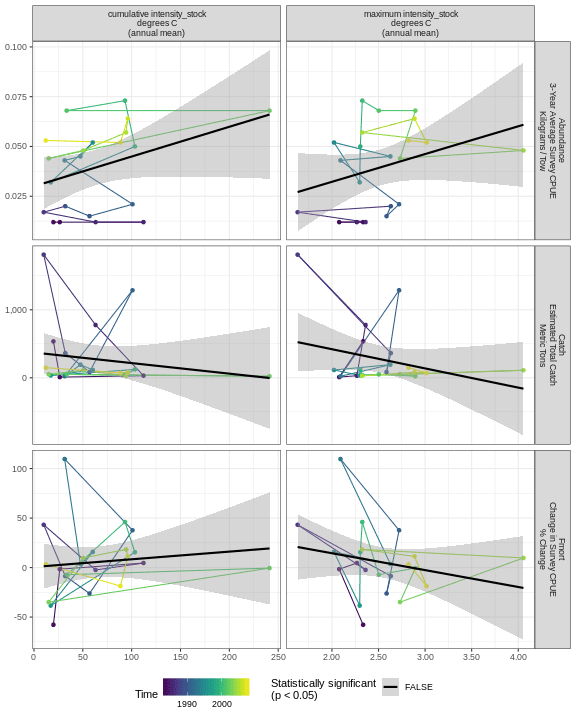 cumulative intensity_stock
degrees C
(annual mean)
maximum intensity_stock
degrees C
(annual mean)
0.100
0.075
0.050
0.025
Abundance
3-Year Average Survey CPUE
Kilograms / Tow
1,000
0
Catch
Estimated Total Catch
Metric Tons
100
50
0
-50
Fmort
Change in Survey CPUE
% Change
0
50
100
150
200
250
2.00
2.50
3.00
3.50
4.00
Time
1990
2000
Statistically significant
(p < 0.05)
FALSE